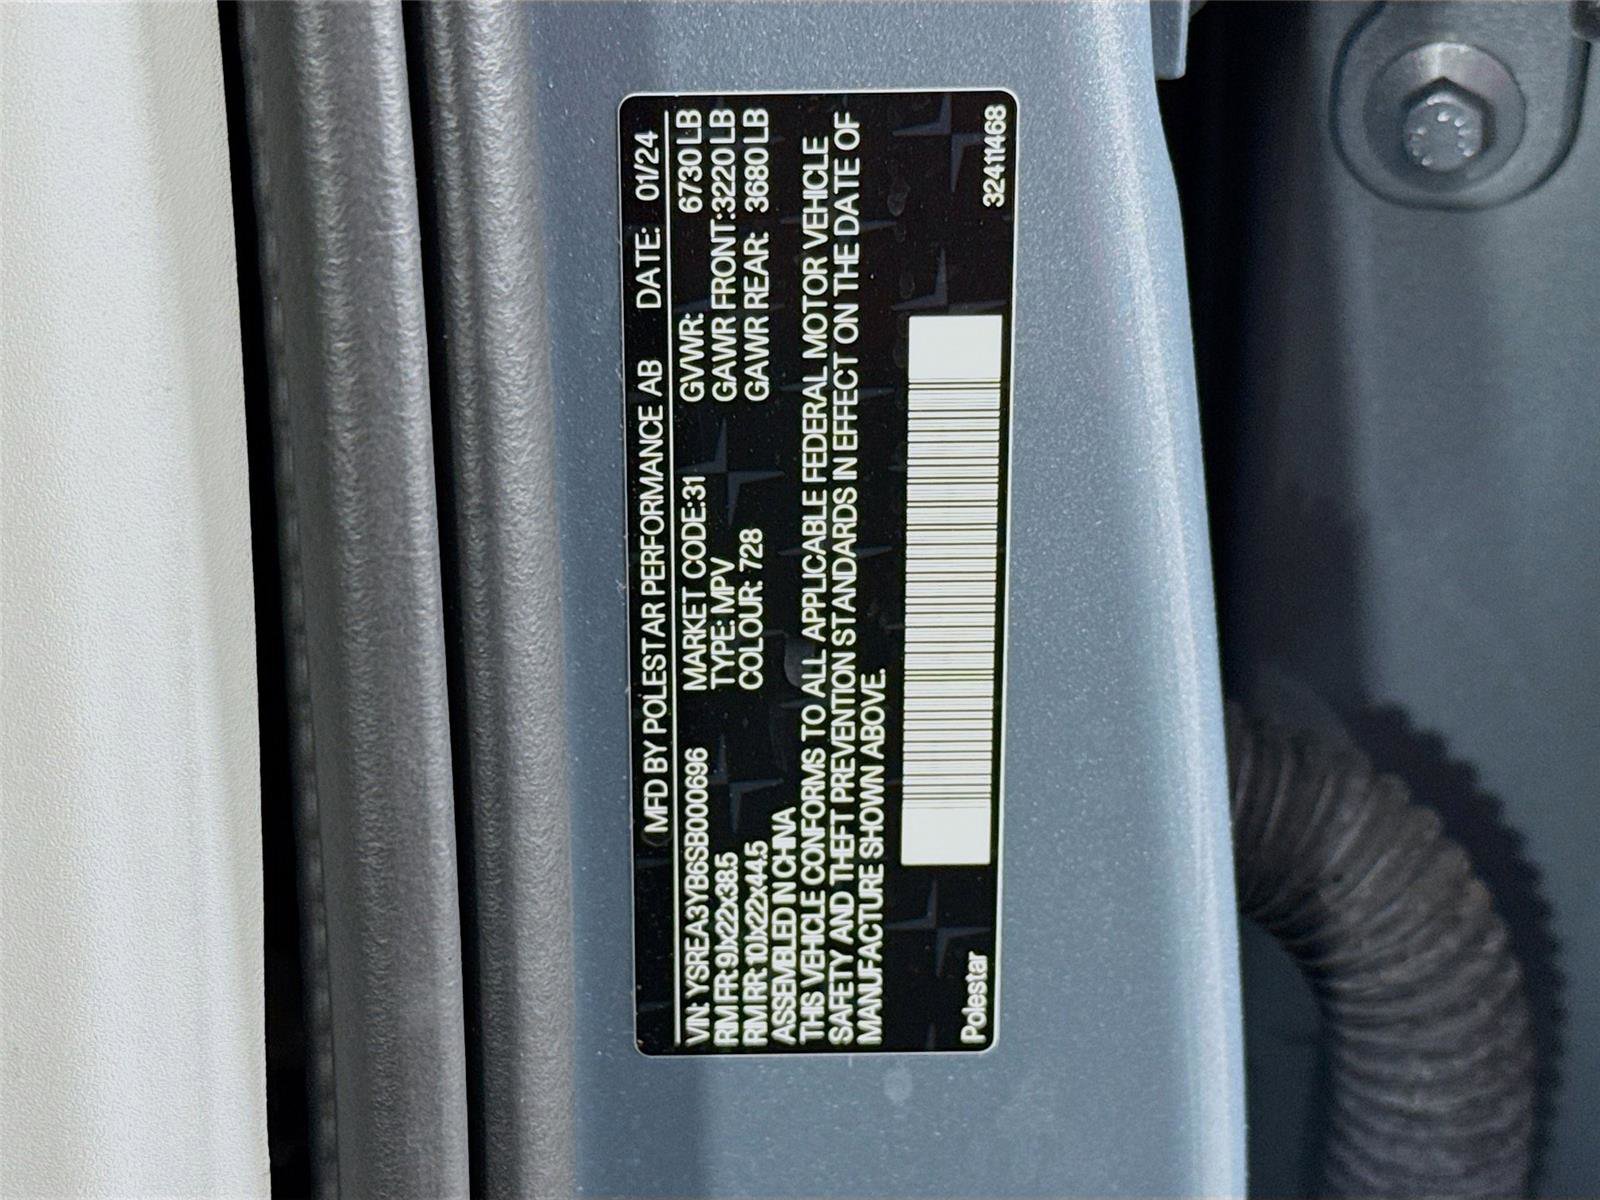 MFD BY POLESTAR PERFORMANCE AB DATE: 01/24
VIN: YSREA3YB6SB000696 MARKET CODE:31 GVWR: 6730 LB
RIM FR: 9Jx22x38.5 TYPE: MPV GAWR FRONT:3220 LB
RIM RR: 10Jx22x44.5 COLOUR: 728 GAWR REAR: 3680 LB
ASSEMBLED IN CHINA
THIS VEHICLE CONFORMS TO ALL APPLICABLE FEDERAL MOTOR VEHICLE
SAFETY AND THEFT PREVENTION STANDARDS IN EFFECT ON THE DATE OF
MANUFACTURE SHOWN ABOVE.
Polestar 32411468